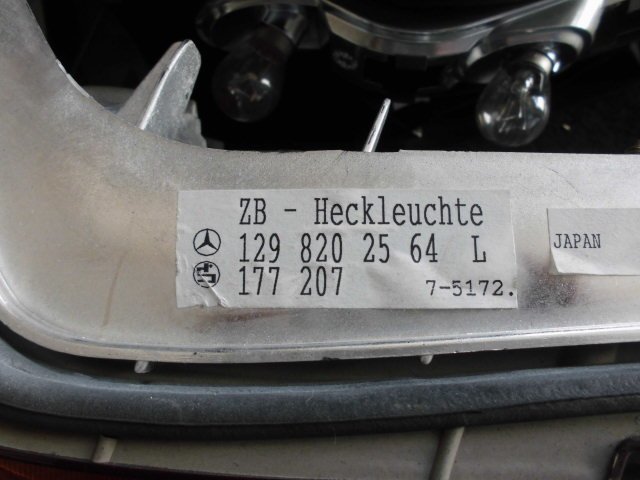 ZB - Heckleuchte
129 820 25 64 L
177 207 7-5172.
JAPAN